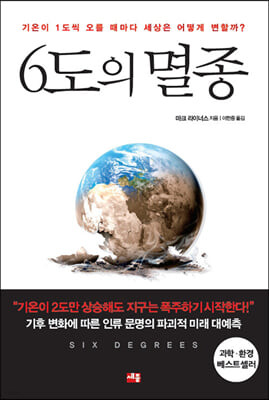 기온이 1도씩 오를 때마다 세상은 어떻게 변할까?
6도의 멸종
마크 라이너스 지음 | 이한중 옮김
"기온이 2도만 상승해도 지구는 폭주하기 시작한다!"
기후 변화에 따른 인류 문명의 파괴적 미래 대예측
SIX DEGREES
과학·환경
베스트셀러
세종